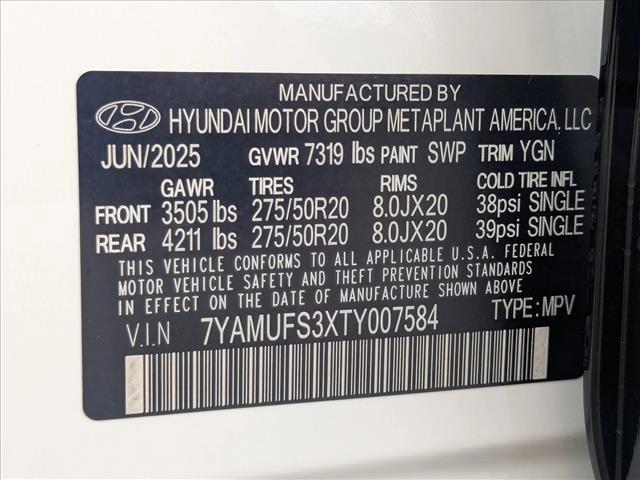 MANUFACTURED BY
HYUNDAI MOTOR GROUP METAPLANT AMERICA, LLC
JUN/2025 GVWR 7319 lbs PAINT SWP TRIM YGN
GAWR TIRES RIMS COLD TIRE INFL
FRONT 3505 lbs 275/50R20 8.0JX20 38psi SINGLE
REAR 4211 lbs 275/50R20 8.0JX20 39psi SINGLE
THIS VEHICLE CONFORMS TO ALL APPLICABLE U.S.A. FEDERAL
MOTOR VEHICLE SAFETY AND THEFT PREVENTION STANDARDS
IN EFFECT ON THE DATE OF MANUFACTURE SHOWN ABOVE.
V.I.N 7YAMUFS3XTY007584 TYPE: MPV